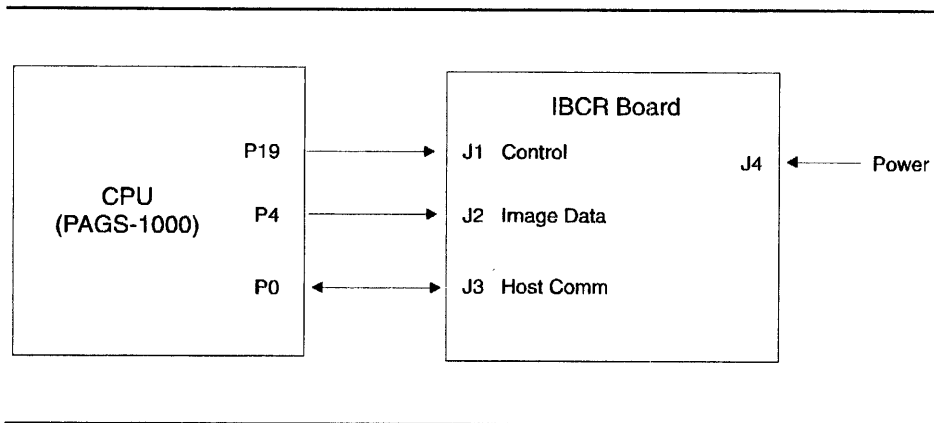 IBCR Board
P19
J1 Control
J4
Power
CPU
(PAGS-1000)
P4
J2 Image Data
P0
J3 Host Comm